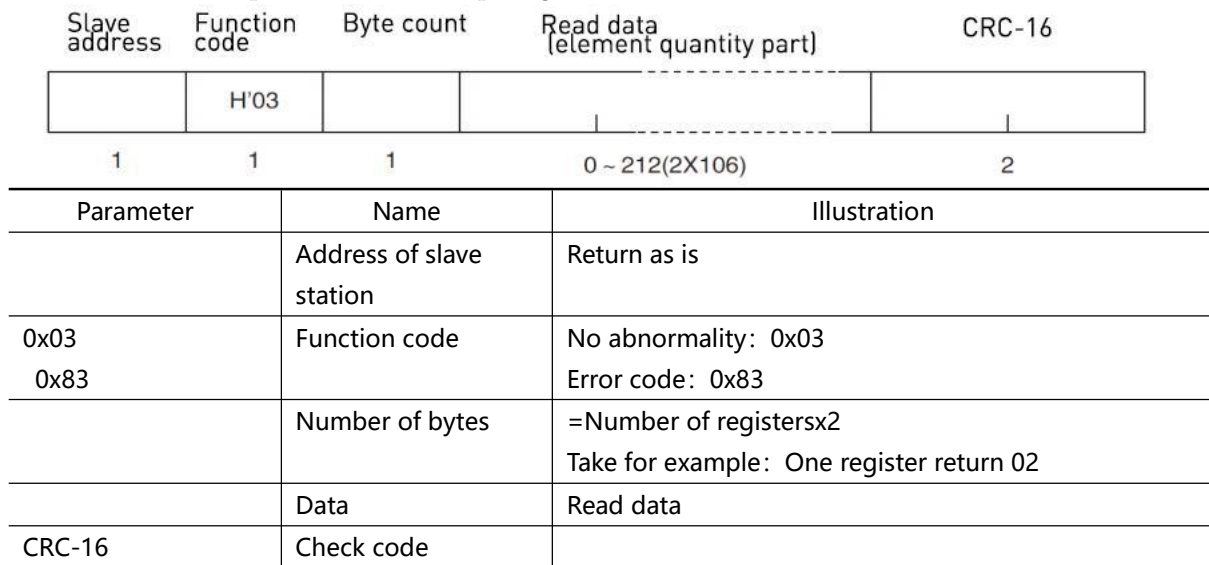 Slave address Function code Byte count Read data (element quantity part) CRC-16
H'03
1 1 1 0 ~ 212(2X106) 2
Parameter Name Illustration
Address of slave station Return as is
0x03 Function code No abnormality：0x03
0x83 Error code：0x83
Number of bytes =Number of registersx2
Take for example：One register return 02
Data Read data
CRC-16 Check code